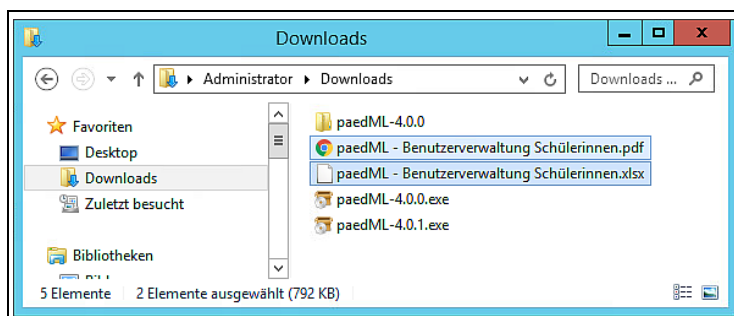 Downloads
Administrator Downloads
Downloads ...
Favoriten
Desktop
Downloads
Zuletzt besucht
Bibliotheken
paedML-4.0.0
paedML - Benutzerverwaltung Schülerinnen.pdf
paedML - Benutzerverwaltung Schülerinnen.xlsx
paedML-4.0.0.exe
paedML-4.0.1.exe
5 Elemente 2 Elemente ausgewählt (792 KB)